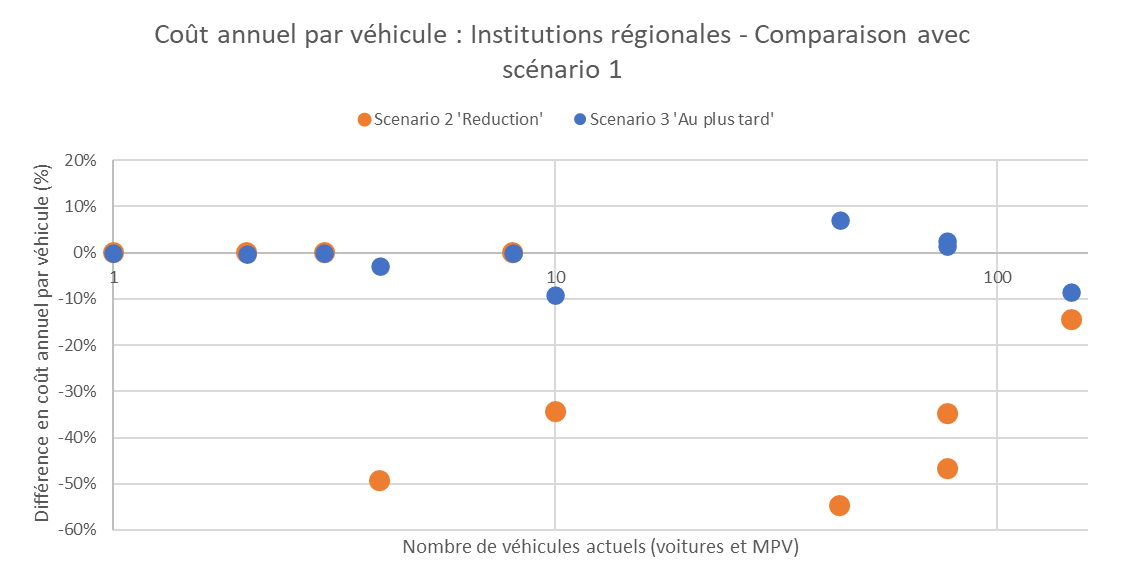 Coût annuel par véhicule : Institutions régionales - Comparaison avec
scénario 1
Scenario 2 'Reduction'
Scenario 3 'Au plus tard'
Différence en coût annuel par véhicule (%)
20%
10%
0%
-10%
-20%
-30%
-40%
-50%
-60%
1
10
100
Nombre de véhicules actuels (voitures et MPV)